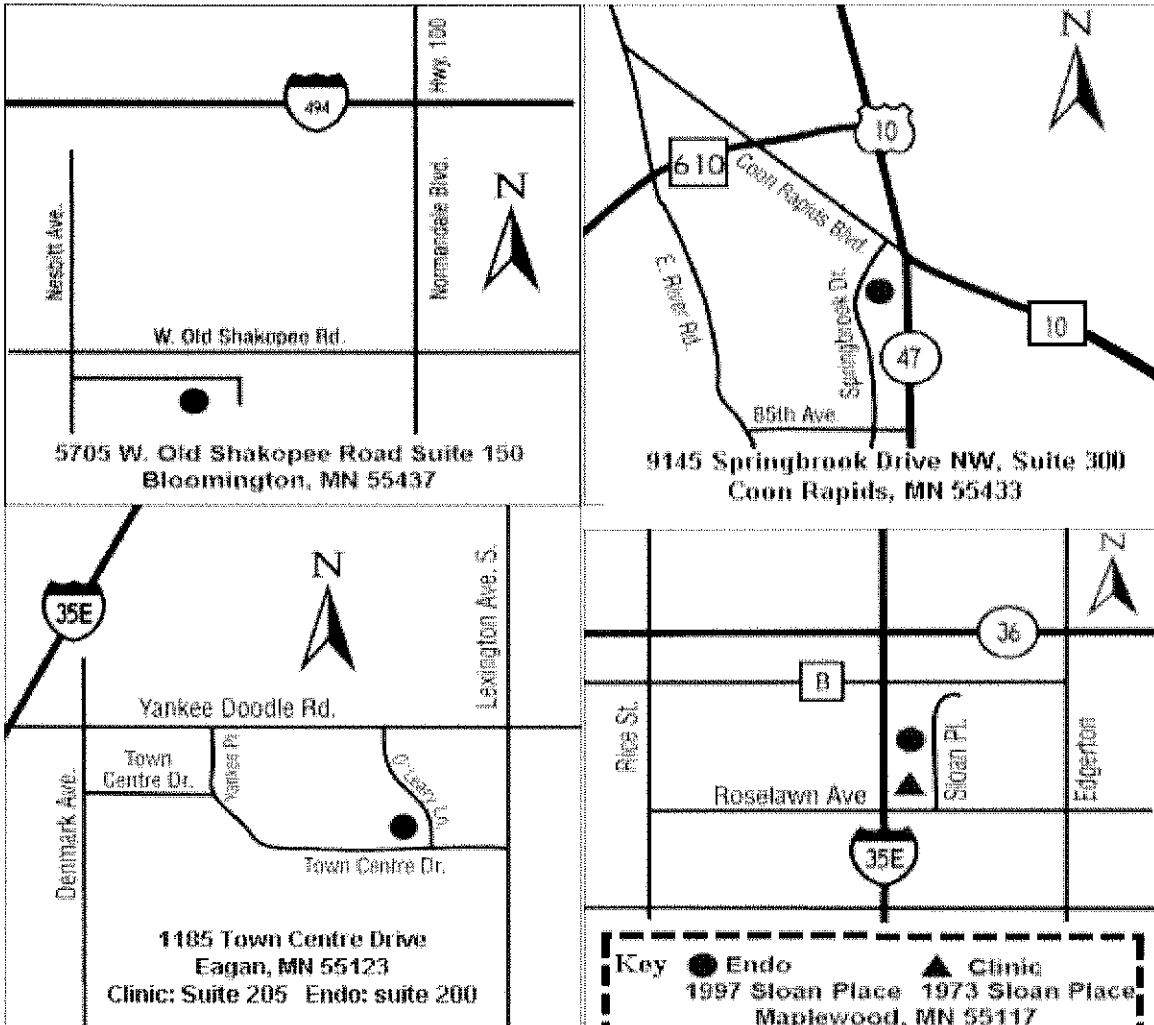 Hwy. 100
494
Nesbitt Ave.
Normandale Blvd.
N
W. Old Shakopee Rd.
5705 W. Old Shakopee Road Suite 150
Bloomington, MN 55437
N
10
610
Coon Rapids Blvd.
E. River Rd.
Springbrook Dr.
10
47
85th Ave.
9145 Springbrook Drive NW, Suite 300
Coon Rapids, MN 55433
35E
N
Lexington Ave. S.
Yankee Doodle Rd.
Town
Centre Dr.
Yankee Pl.
O'Leary Ln.
Denmark Ave.
Town Centre Dr.
1185 Town Centre Drive
Eagan, MN 55123
Clinic: Suite 205 Endo: suite 200
N
36
B
Rice St.
Sloan Pl.
Edgerton
Roselawn Ave
35E
Key Endo Clinic
1997 Sloan Place 1973 Sloan Place
Maplewood, MN 55117